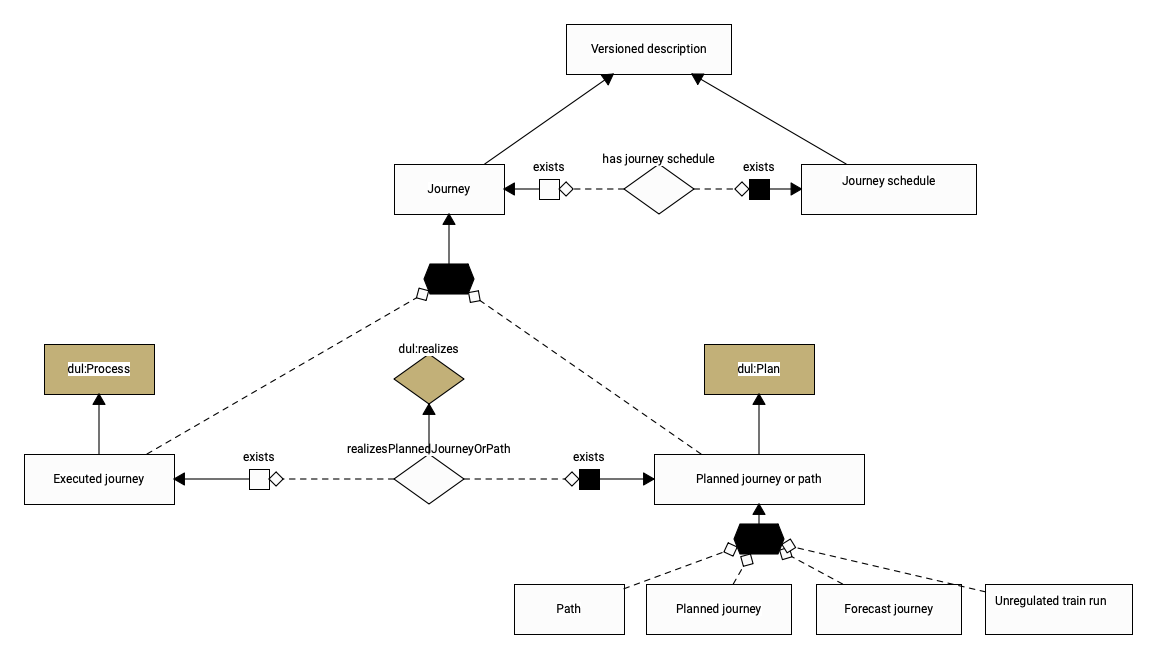 Versioned description
has journey schedule
exists
exists
Journey
Journey schedule
dul:realizes
dul:Process
dul:Plan
realizesPlannedJourneyOrPath
exists
exists
Executed journey
Planned journey or path
Path
Planned journey
Forecast journey
Unregulated train run